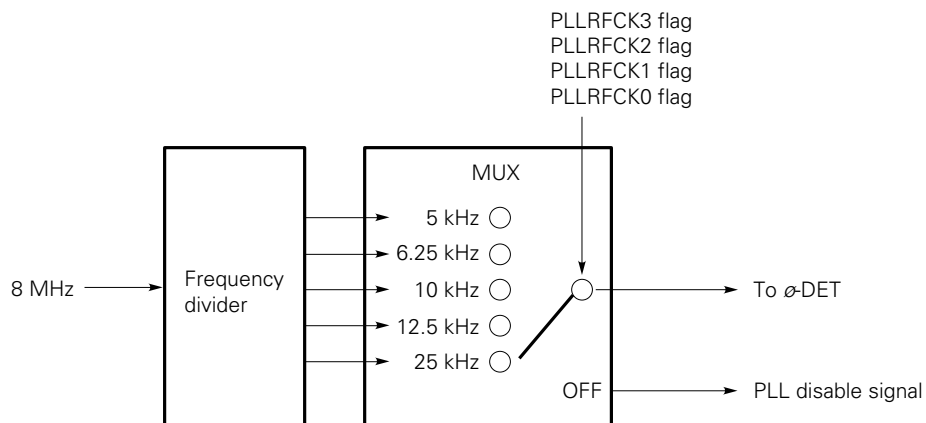 PLLRFCK3 flag
PLLRFCK2 flag
PLLRFCK1 flag
PLLRFCK0 flag
MUX
5 kHz
6.25 kHz
8 MHz
Frequency
divider
10 kHz
To ø-DET
12.5 kHz
25 kHz
OFF
PLL disable signal